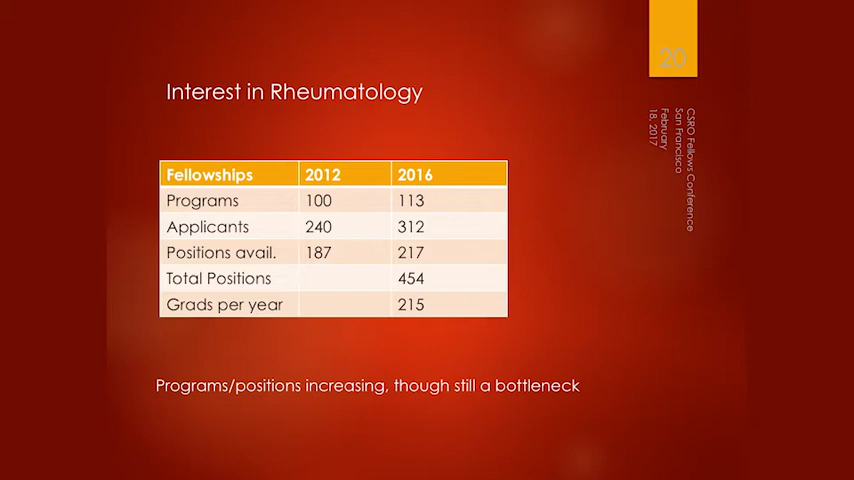 20
Interest in Rheumatology
CSRO Fellows Conference
San Francisco
February
18, 2017
Fellowships 2012 2016
Programs 100 113
Applicants 240 312
Positions avail. 187 217
Total Positions 454
Grads per year 215
Programs/positions increasing, though still a bottleneck